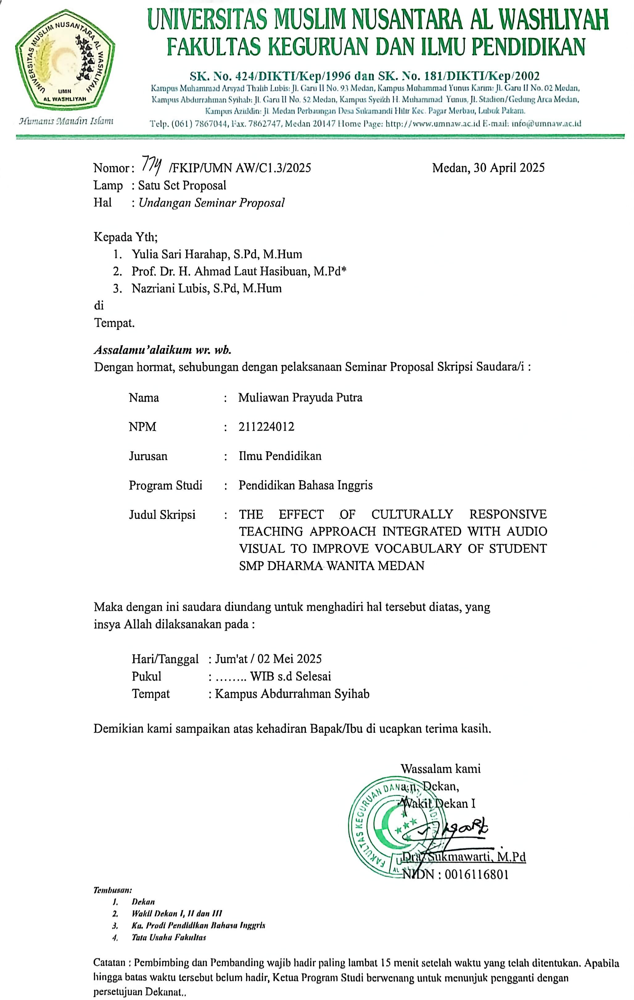 UNIVERSITAS MUSLIM NUSANTARA AL WASHLIYAH
UMN
AL WASHLIYAH
Humanis Mandiri Islami
UNIVERSITAS MUSLIM NUSANTARA AL WASHLIYAH
FAKULTAS KEGURUAN DAN ILMU PENDIDIKAN
SK. No. 424/DIKTI/Kep/1996 dan SK. No. 181/DIKTI/Kep/2002
Kampus Muhammad Arsyad Thalib Lubis: Jl. Garu II No. 93 Medan, Kampus Muhammad Yunus Karim: Jl. Garu II No. 02 Medan,
Kampus Abdurrahman Syihab: Jl. Garu II No. 52 Medan, Kampus Syeikh H. Muhammad Yunus, Jl. Stadion/Gedung Arca Medan,
Kampus Aziddin: Jl. Medan Perbaungan Desa Sukamandi Hilir Kec. Pagar Merbau, Lubuk Pakam.
Telp. (061) 7867044, Fax. 7862747, Medan 20147 Home Page: http://www.umnaw.ac.id E-mail: info@umnaw.ac.id
Nomor : 774 /FKIP/UMN AW/C1.3/2025 Medan, 30 April 2025
Lamp : Satu Set Proposal
Hal : Undangan Seminar Proposal
Kepada Yth;
1. Yulia Sari Harahap, S.Pd, M.Hum
2. Prof. Dr. H. Ahmad Laut Hasibuan, M.Pd*
3. Nazriani Lubis, S.Pd, M.Hum
di
Tempat.
Assalamu'alaikum wr. wb.
Dengan hormat, sehubungan dengan pelaksanaan Seminar Proposal Skripsi Saudara/i :
Nama : Muliawan Prayuda Putra
NPM : 211224012
Jurusan : Ilmu Pendidikan
Program Studi : Pendidikan Bahasa Inggris
Judul Skripsi : THE EFFECT OF CULTURALLY RESPONSIVE
TEACHING APPROACH INTEGRATED WITH AUDIO
VISUAL TO IMPROVE VOCABULARY OF STUDENT
SMP DHARMA WANITA MEDAN
Maka dengan ini saudara diundang untuk menghadiri hal tersebut diatas, yang
insya Allah dilaksanakan pada :
Hari/Tanggal : Jum'at / 02 Mei 2025
Pukul : ........ WIB s.d Selesai
Tempat : Kampus Abdurrahman Syihab
Demikian kami sampaikan atas kehadiran Bapak/Ibu di ucapkan terima kasih.
Wassalam kami
a.n. Dekan,
Wakil Dekan I
FAKULTAS KEGURUAN DAN
Dra. Sukmawarti, M.Pd
NIDN : 0016116801
Tembusan:
1. Dekan
2. Wakil Dekan I, II dan III
3. Ka. Prodi Pendidikan Bahasa Inggris
4. Tata Usaha Fakultas
Catatan : Pembimbing dan Pembanding wajib hadir paling lambat 15 menit setelah waktu yang telah ditentukan. Apabila
hingga batas waktu tersebut belum hadir, Ketua Program Studi berwenang untuk menunjuk pengganti dengan
persetujuan Dekanat..